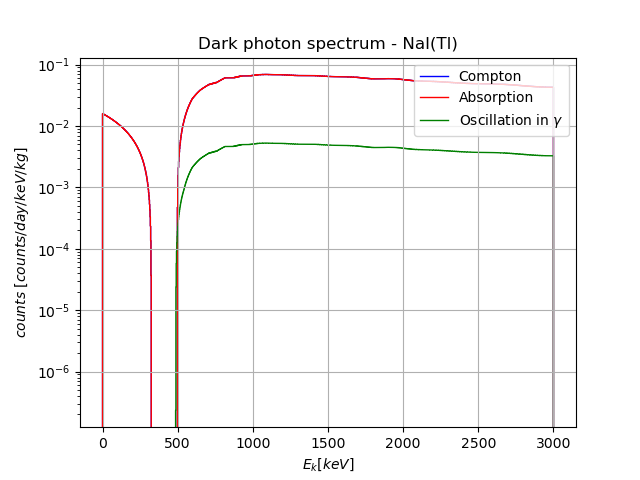 Dark photon spectrum - NaI(Tl)
counts [counts/day/keV/kg]
10⁻¹
10⁻²
10⁻³
10⁻⁴
10⁻⁵
10⁻⁶
Compton
Absorption
Oscillation in γ
0 500 1000 1500 2000 2500 3000
Eₖ[keV]